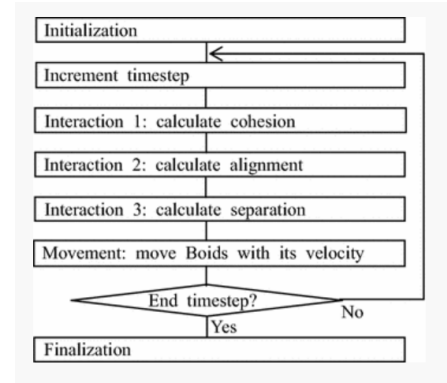 Initialization
Increment timestep
Interaction 1: calculate cohesion
Interaction 2: calculate alignment
Interaction 3: calculate separation
Movement: move Boids with its velocity
End timestep?
No
Yes
Finalization